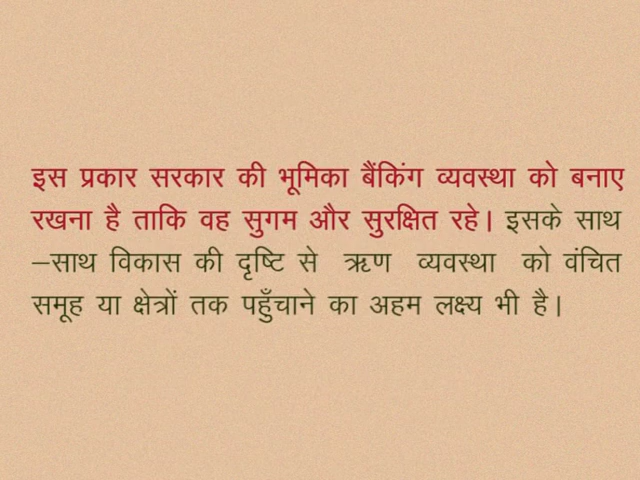 इस प्रकार सरकार की भूमिका बैंकिंग व्यवस्था को बनाए
रखना है ताकि वह सुगम और सुरक्षित रहे। इसके साथ
–साथ विकास की दृष्टि से ऋण व्यवस्था को वंचित
समूह या क्षेत्रों तक पहुँचाने का अहम लक्ष्य भी है।